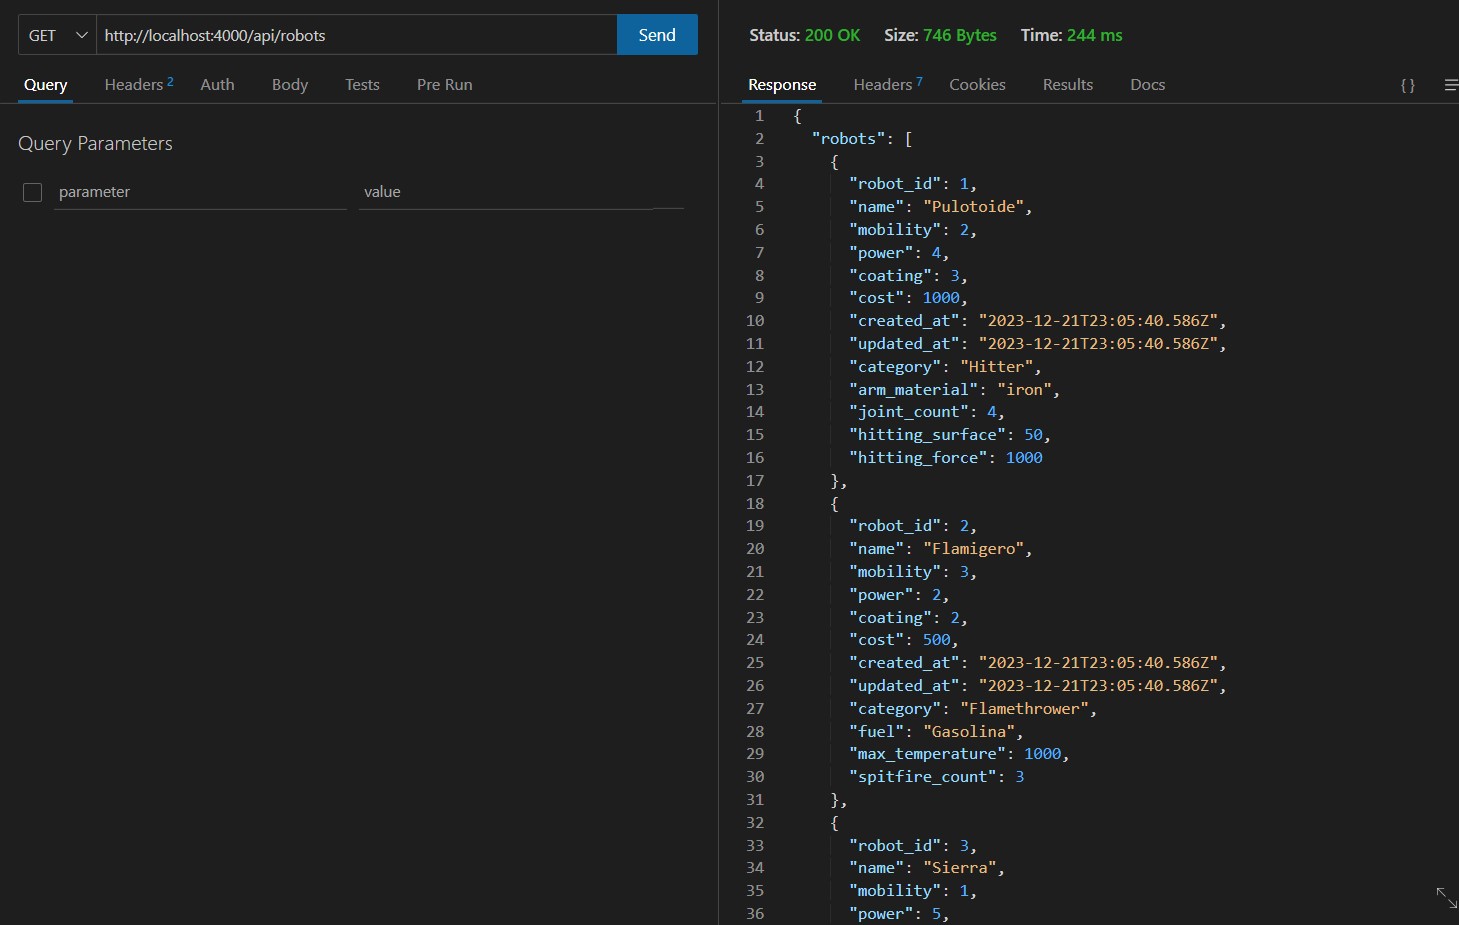 GET http://localhost:4000/api/robots Send
Query Headers 2 Auth Body Tests Pre Run
Query Parameters
parameter value
Status: 200 OK Size: 746 Bytes Time: 244 ms
Response Headers 7 Cookies Results Docs { }
1 {
2 "robots": [
3 {
4 "robot_id": 1,
5 "name": "Pulotoide",
6 "mobility": 2,
7 "power": 4,
8 "coating": 3,
9 "cost": 1000,
10 "created_at": "2023-12-21T23:05:40.586Z",
11 "updated_at": "2023-12-21T23:05:40.586Z",
12 "category": "Hitter",
13 "arm_material": "iron",
14 "joint_count": 4,
15 "hitting_surface": 50,
16 "hitting_force": 1000
17 },
18 {
19 "robot_id": 2,
20 "name": "Flamigero",
21 "mobility": 3,
22 "power": 2,
23 "coating": 2,
24 "cost": 500,
25 "created_at": "2023-12-21T23:05:40.586Z",
26 "updated_at": "2023-12-21T23:05:40.586Z",
27 "category": "Flamethrower",
28 "fuel": "Gasolina",
29 "max_temperature": 1000,
30 "spitfire_count": 3
31 },
32 {
33 "robot_id": 3,
34 "name": "Sierra",
35 "mobility": 1,
36 "power": 5,